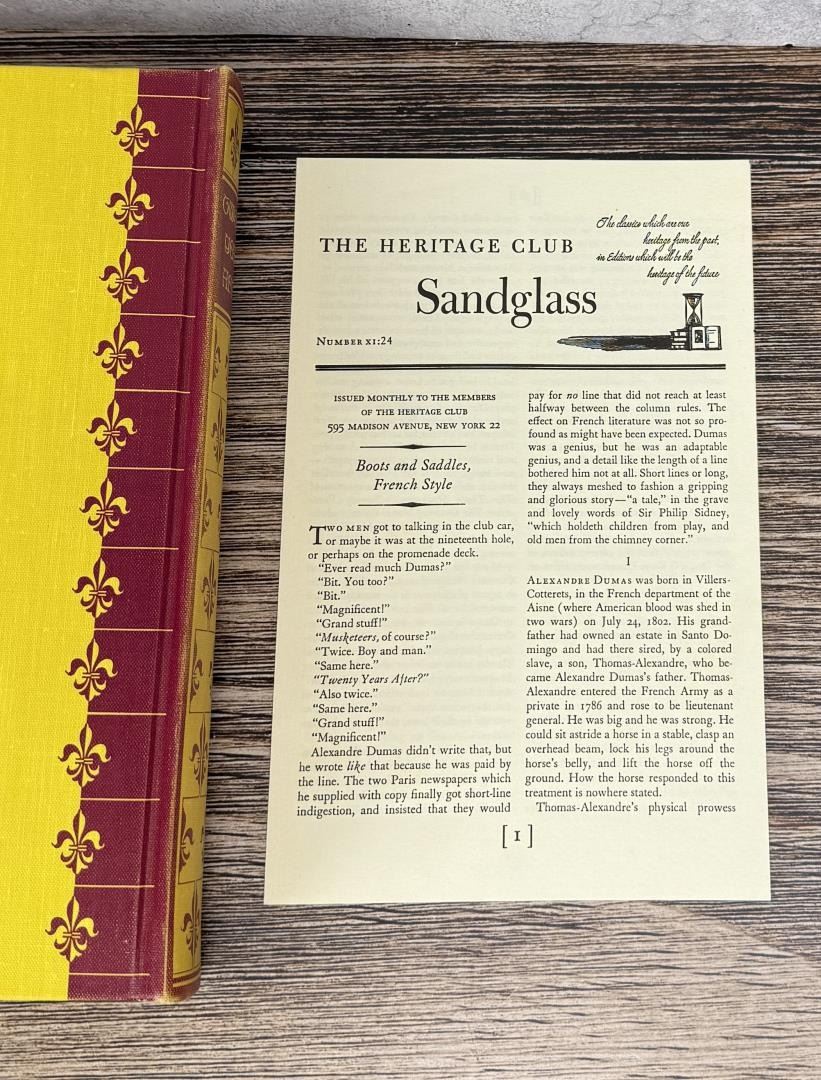 THE HERITAGE CLUB
The classics which are our
heritage from the past,
in Editions which will be the
heritage of the future
Sandglass
NUMBER XI:24
ISSUED MONTHLY TO THE MEMBERS
OF THE HERITAGE CLUB
595 MADISON AVENUE, NEW YORK 22
Boots and Saddles,
French Style
TWO MEN got to talking in the club car,
or maybe it was at the nineteenth hole,
or perhaps on the promenade deck.
“Ever read much Dumas?”
“Bit. You too?”
“Bit.”
“Magnificent!”
“Grand stuff!”
“Musketeers, of course?”
“Twice. Boy and man.”
“Same here.”
“Twenty Years After?”
“Also twice.”
“Same here.”
“Grand stuff!”
“Magnificent!”
Alexandre Dumas didn’t write that, but
he wrote like that because he was paid by
the line. The two Paris newspapers which
he supplied with copy finally got short-line
indigestion, and insisted that they would
pay for no line that did not reach at least
halfway between the column rules. The
effect on French literature was not so pro-
found as might have been expected. Dumas
was a genius, but he was an adaptable
genius, and a detail like the length of a line
bothered him not at all. Short lines or long,
they always meshed to fashion a gripping
and glorious story—“a tale,” in the grave
and lovely words of Sir Philip Sidney,
“which holdeth children from play, and
old men from the chimney corner.”
I
ALEXANDRE DUMAS was born in Villers-
Cotterets, in the French department of the
Aisne (where American blood was shed in
two wars) on July 24, 1802. His grand-
father had owned an estate in Santo Do-
mingo and had there sired, by a colored
slave, a son, Thomas-Alexandre, who be-
came Alexandre Dumas’s father. Thomas-
Alexandre entered the French Army as a
private in 1786 and rose to be lieutenant
general. He was big and he was strong. He
could sit astride a horse in a stable, clasp an
overhead beam, lock his legs around the
horse’s belly, and lift the horse off the
ground. How the horse responded to this
treatment is nowhere stated.
Thomas-Alexandre’s physical prowess
[1]